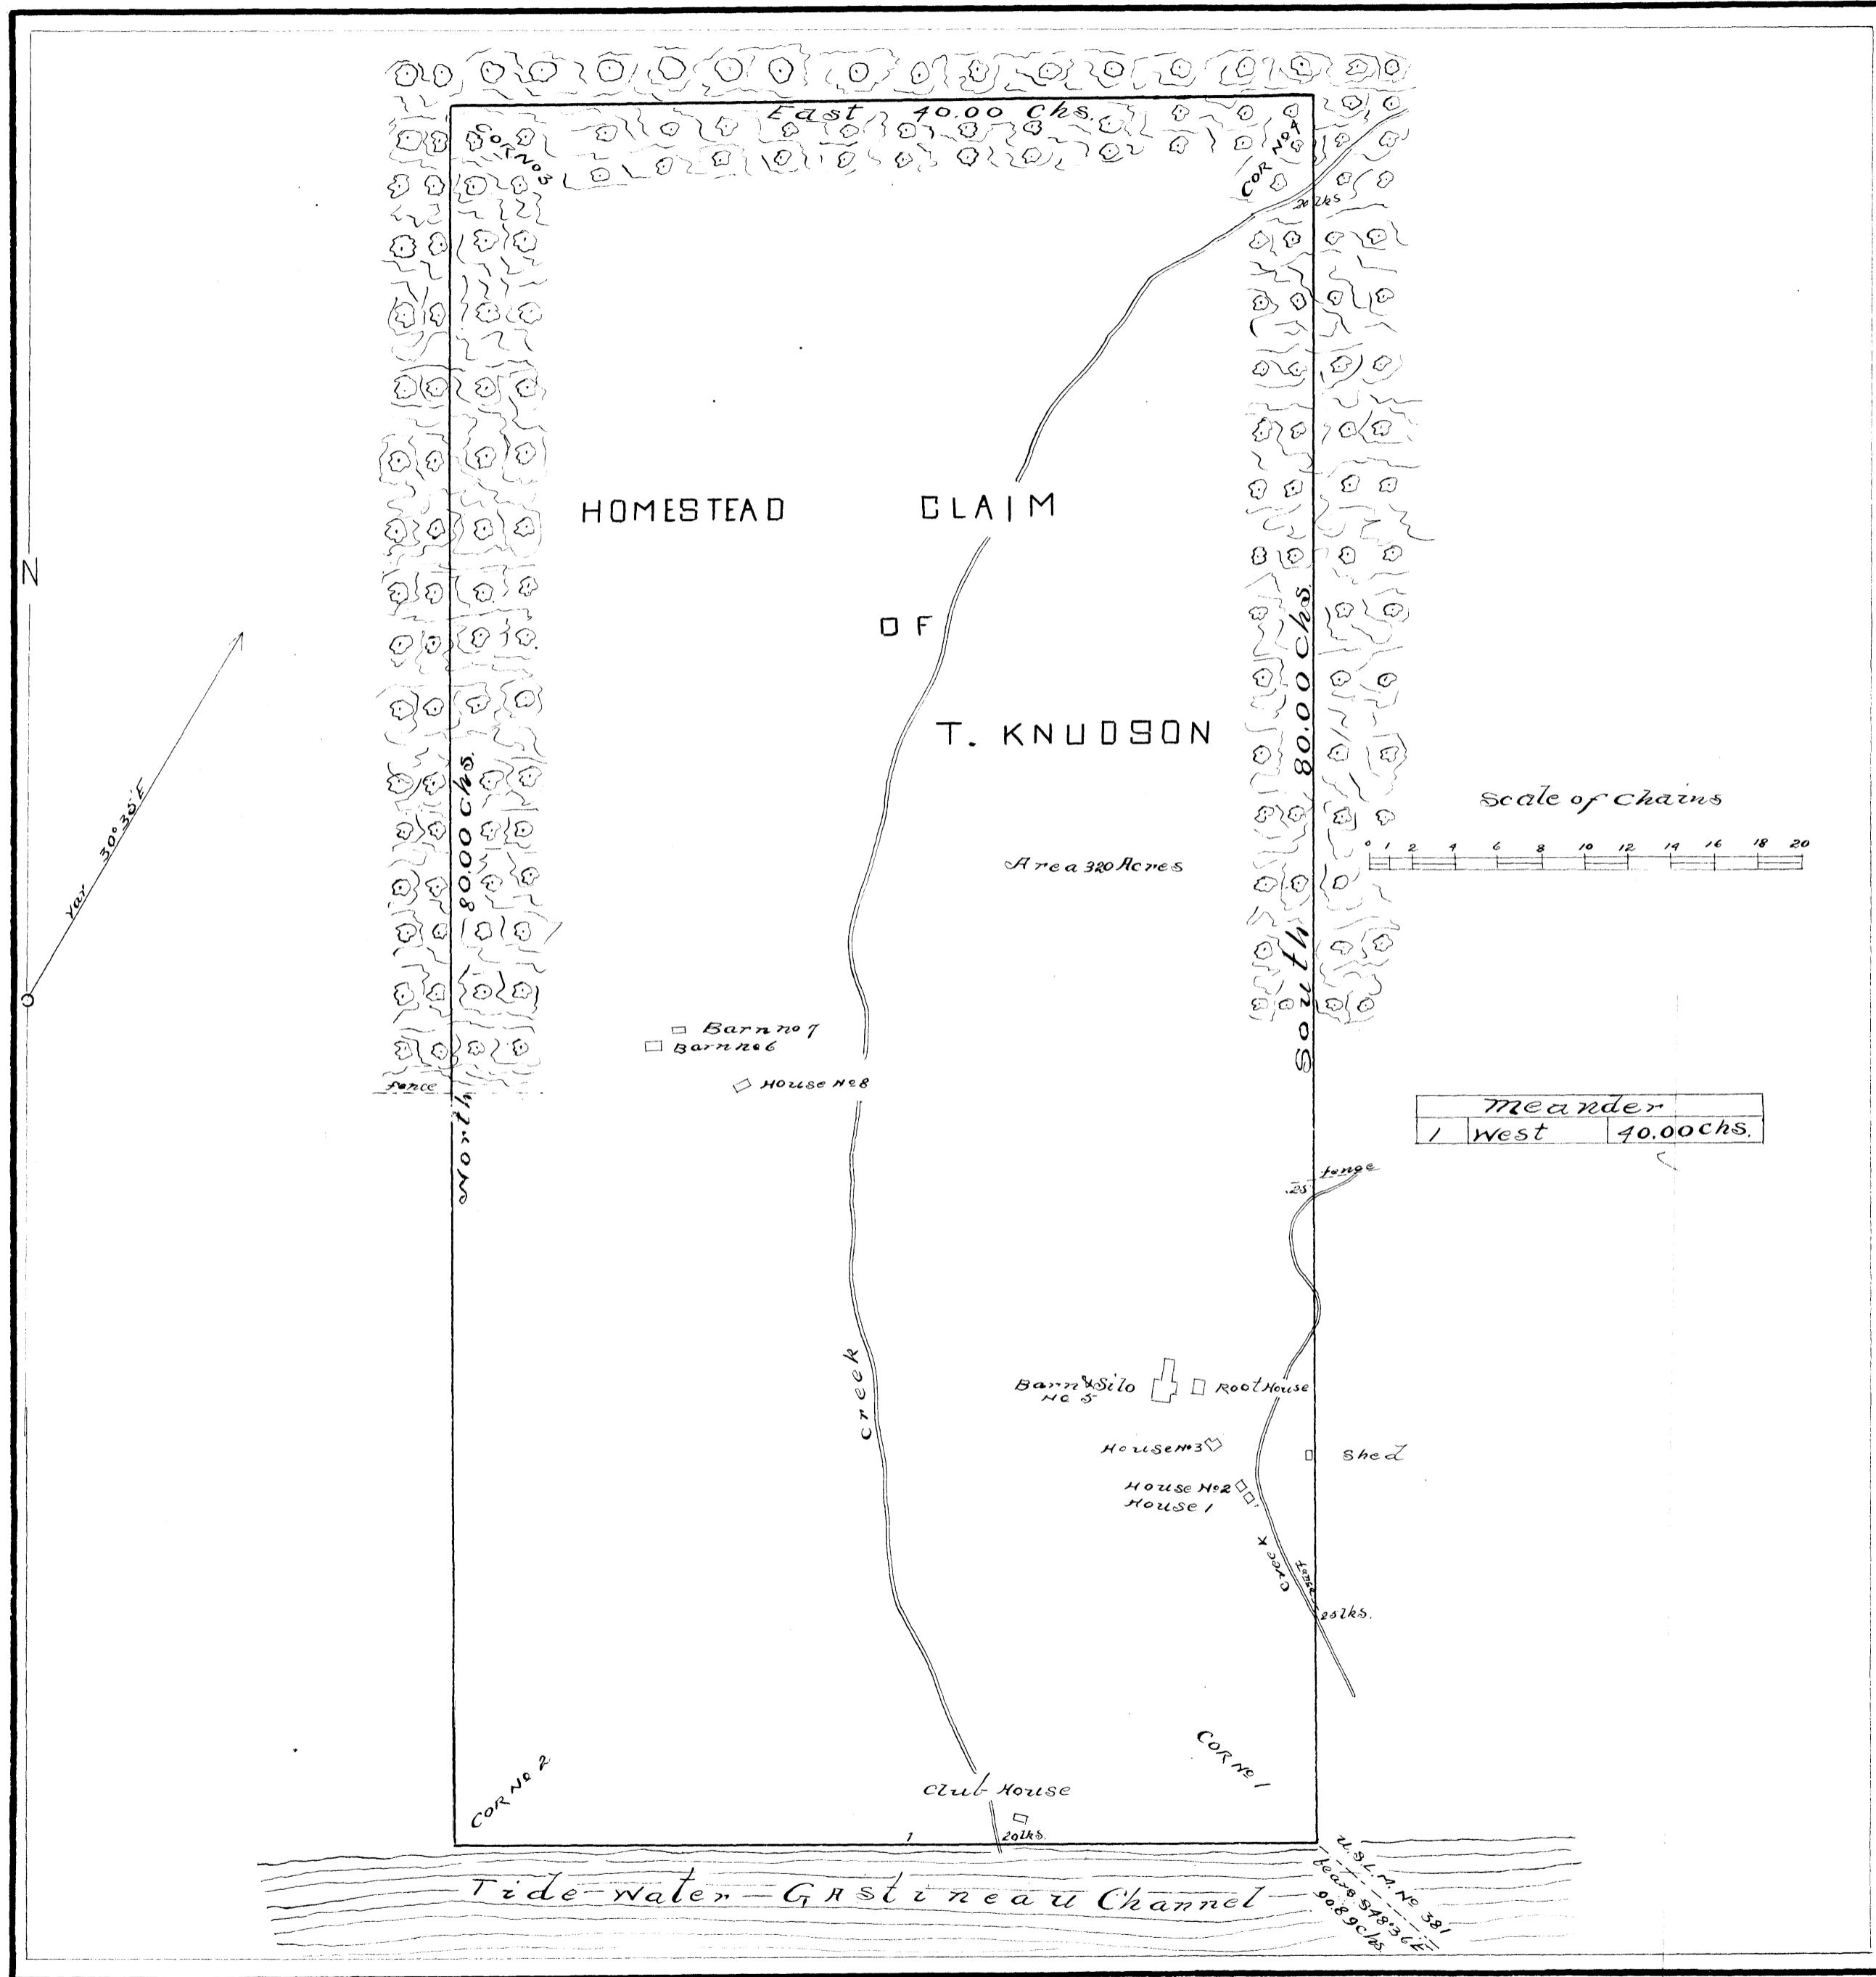 East 40.00 Chs.
COR No 3
COR No 4
20 lks
HOMESTEAD CLAIM
OF
T. KNUDSON
N
Var 30°35'E
North 80.00 Chs.
South 80.00 Chs.
Area 320 Acres
Scale of Chains
0 1 2 4 6 8 10 12 14 16 18 20
Barn no 7
Barn no 6
House No 8
fence
Meander
1 West 40.00 Chs.
fence
.25
Creek
Barn & Silo
No 5
Root House
House No 3
Shed
House No 2
House 1
Creek
fence
25 lks.
COR No 2
COR No 1
Club House
1
20 lks.
Tide-Water-Gastineau Channel
U.S.L.M. No 381
bears S48°36'E
90.89 Chs.